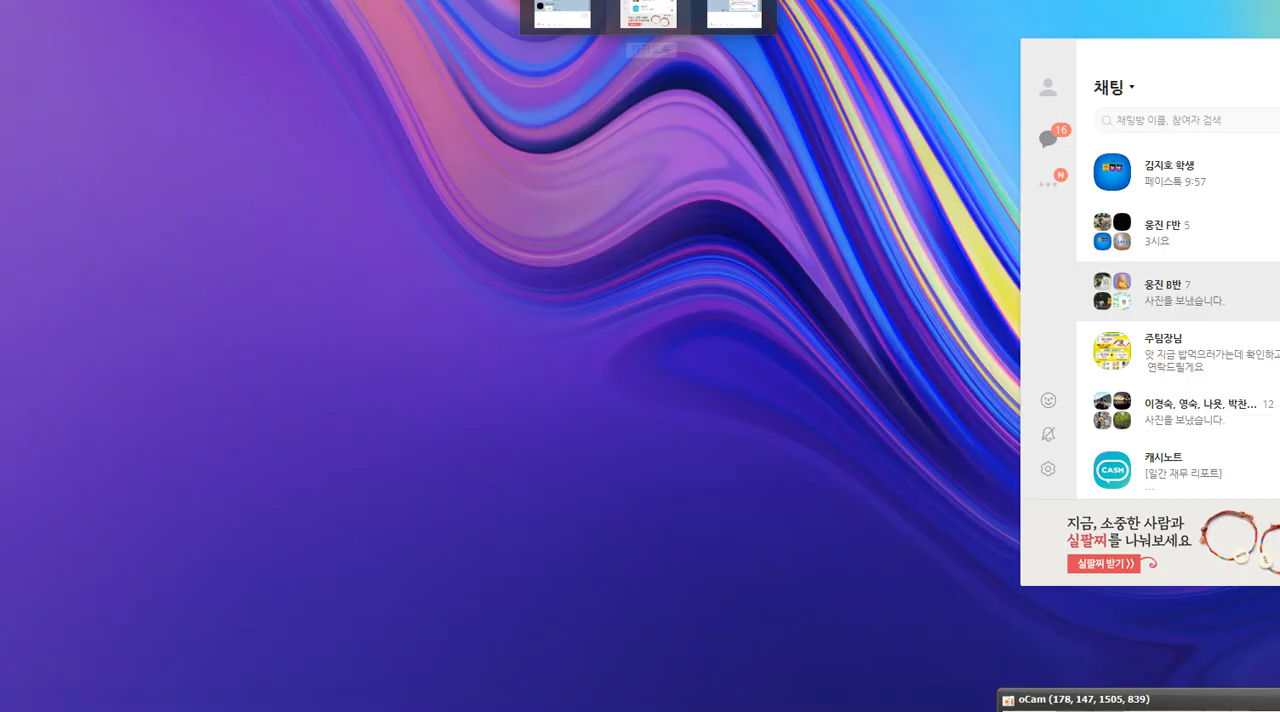 채팅
16
채팅방 이름, 참여자 검색
김지호 학생
페이스톡 9:57
N
웅진 F반 5
3시요
웅진 B반 7
사진을 보냈습니다.
주팀장님
앗 지금 밥먹으러가는데 확인하고
연락드릴게요
이경숙, 영숙, 나욧, 박찬... 12
사진을 보냈습니다.
캐시노트
CASH
[일간 재무 리포트]
...
지금, 소중한 사람과
실팔찌를 나눠보세요
실팔찌 받기 》
oCam (178, 147, 1505, 839)